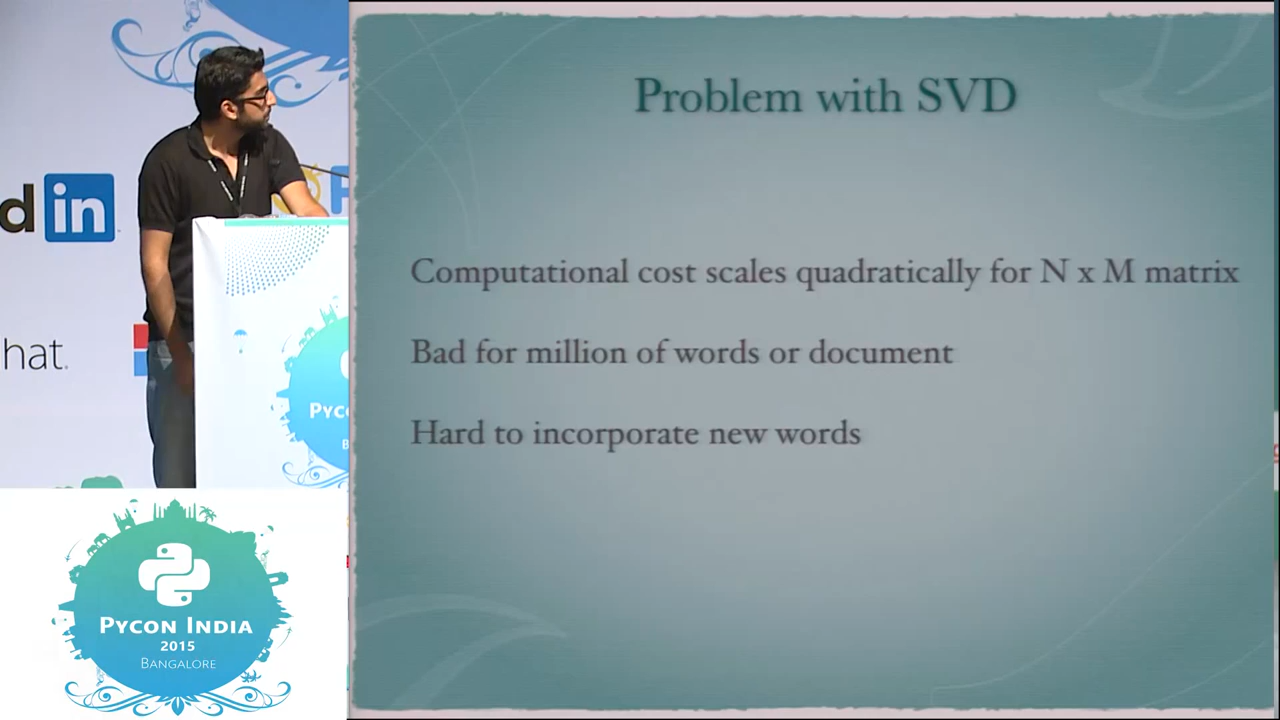 Problem with SVD
Computational cost scales quadratically for N x M matrix
Bad for million of words or document
Hard to incorporate new words
d in
hat.
PYC
PYCON INDIA
2015
BANGALORE